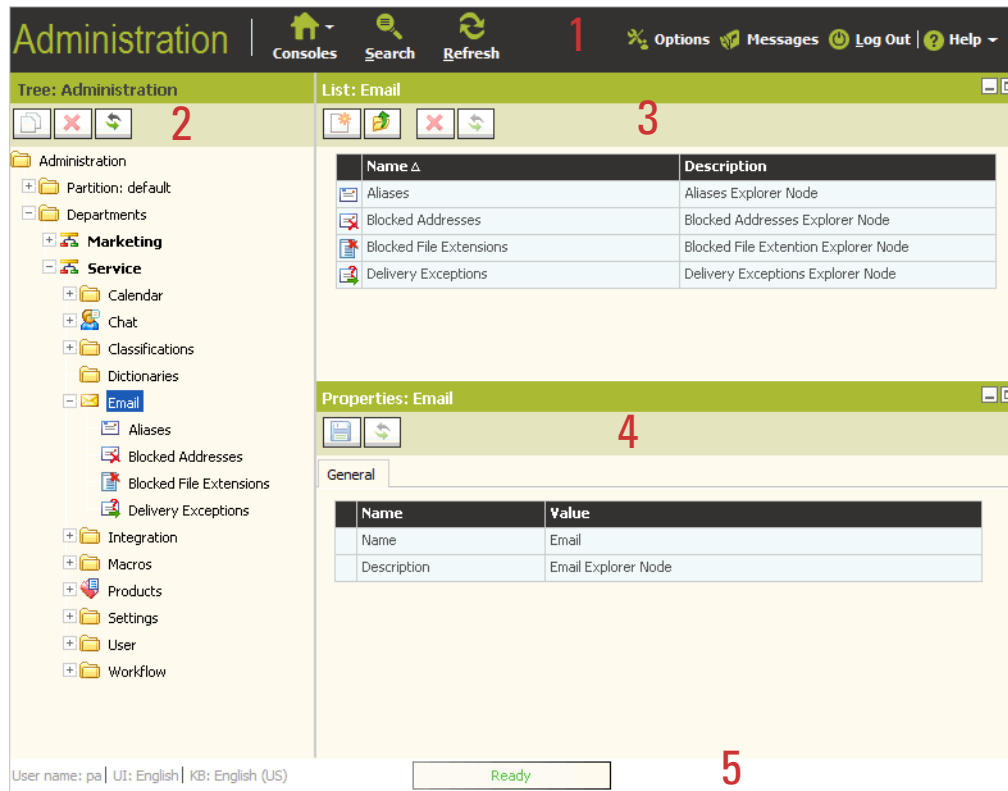 Administration
Consoles
Search
Refresh
1
Options
Messages
Log Out
Help
Tree: Administration
2
Administration
Partition: default
Departments
Marketing
Service
Calendar
Chat
Classifications
Dictionaries
Email
Aliases
Blocked Addresses
Blocked File Extensions
Delivery Exceptions
Integration
Macros
Products
Settings
User
Workflow
List: Email
3
Name Description
Aliases Aliases Explorer Node
Blocked Addresses Blocked Addresses Explorer Node
Blocked File Extensions Blocked File Extention Explorer Node
Delivery Exceptions Delivery Exceptions Explorer Node
Properties: Email
4
General
Name Value
Name Email
Description Email Explorer Node
User name: pa| UI: English| KB: English (US)
Ready
5